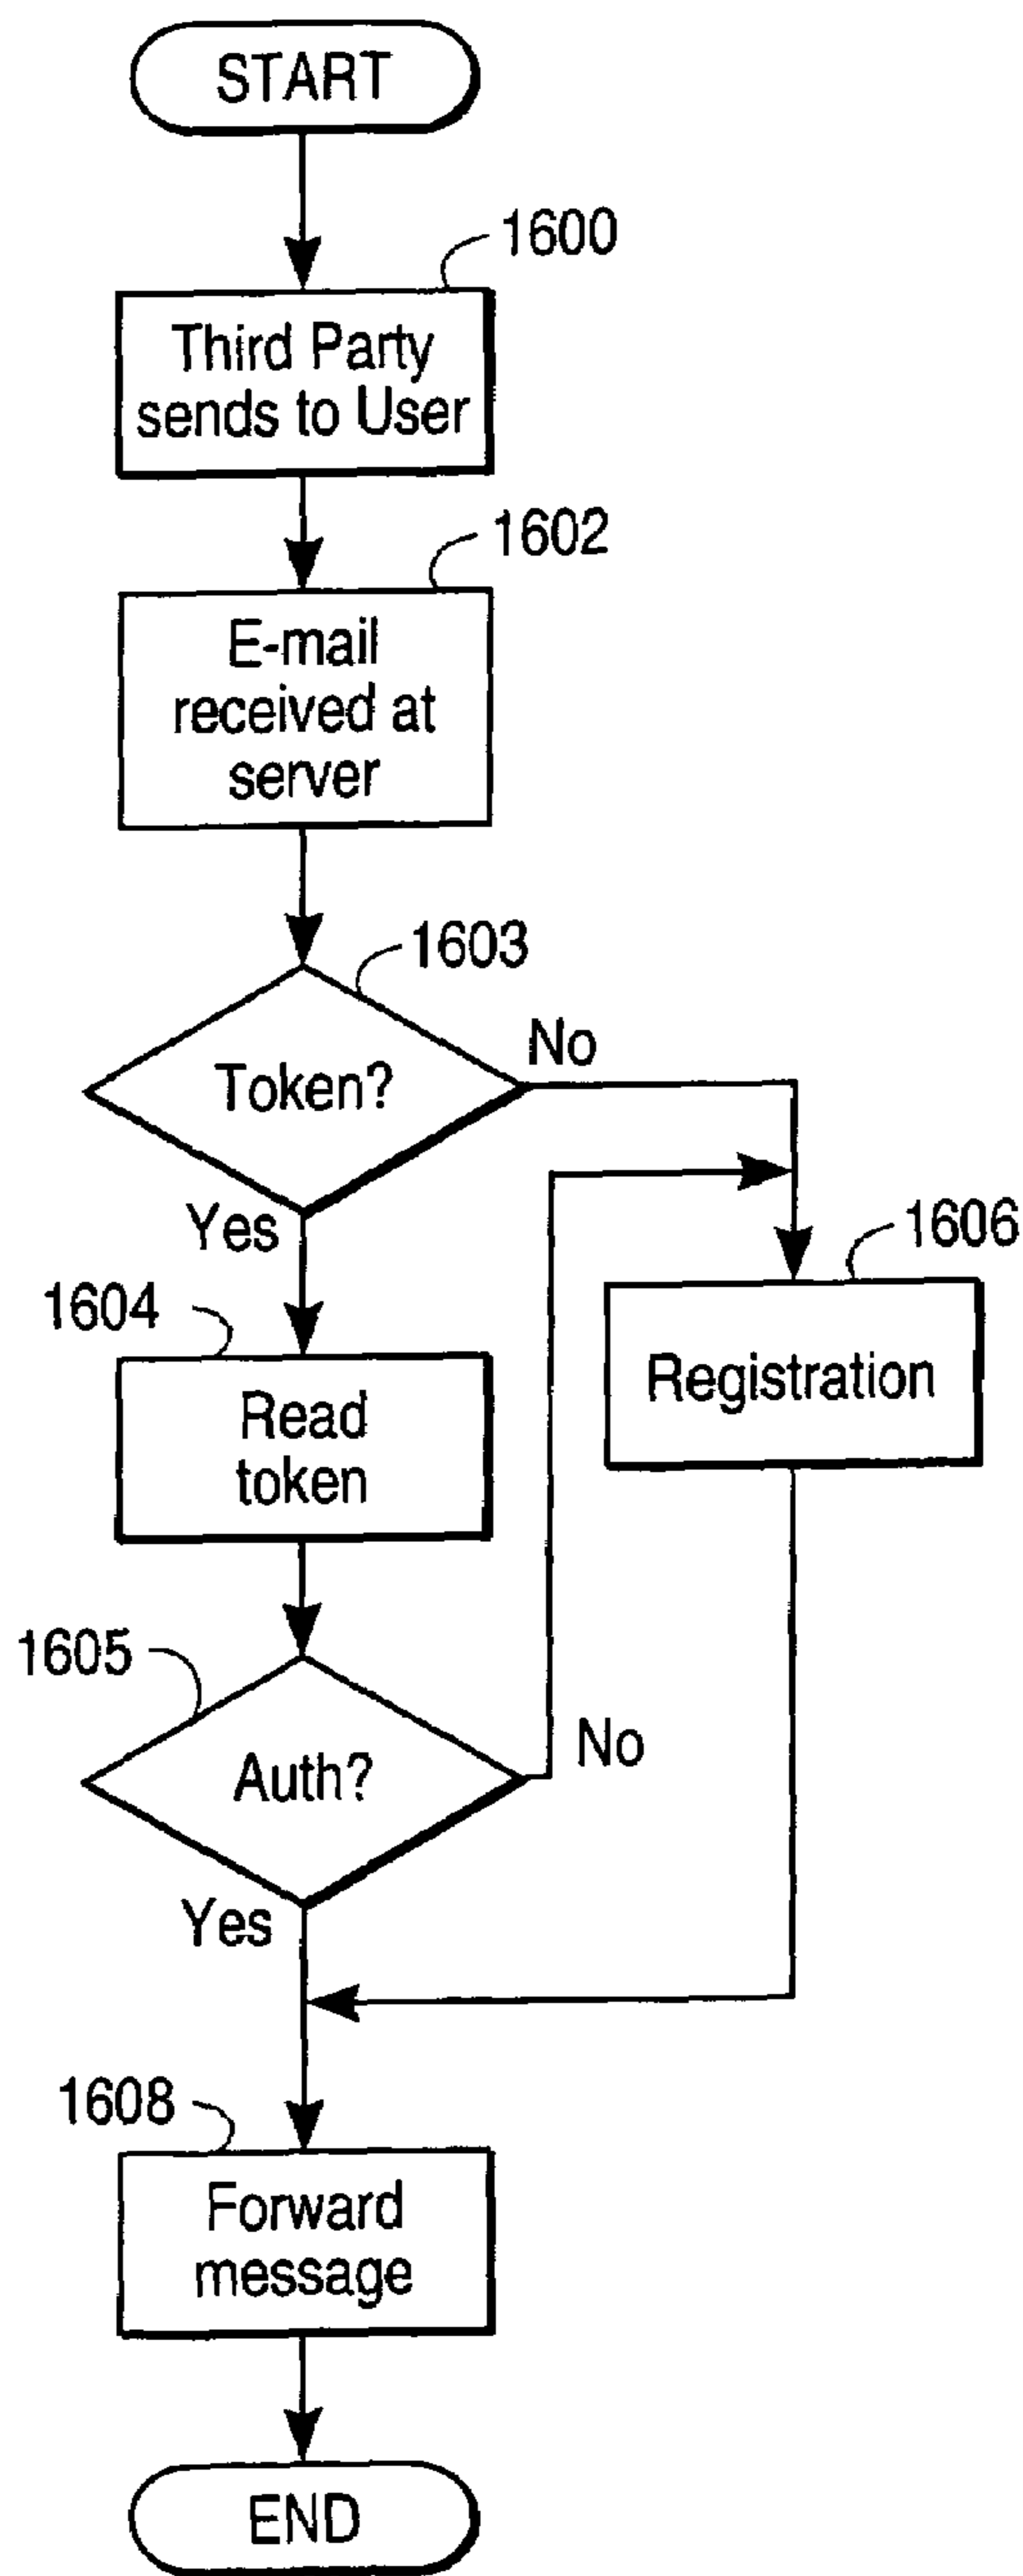 START
1600
Third Party
sends to User
1602
E-mail
received at
server
1603
Token?
No
Yes
1606
1604
Registration
Read
token
1605
Auth?
No
Yes
1608
Forward
message
END